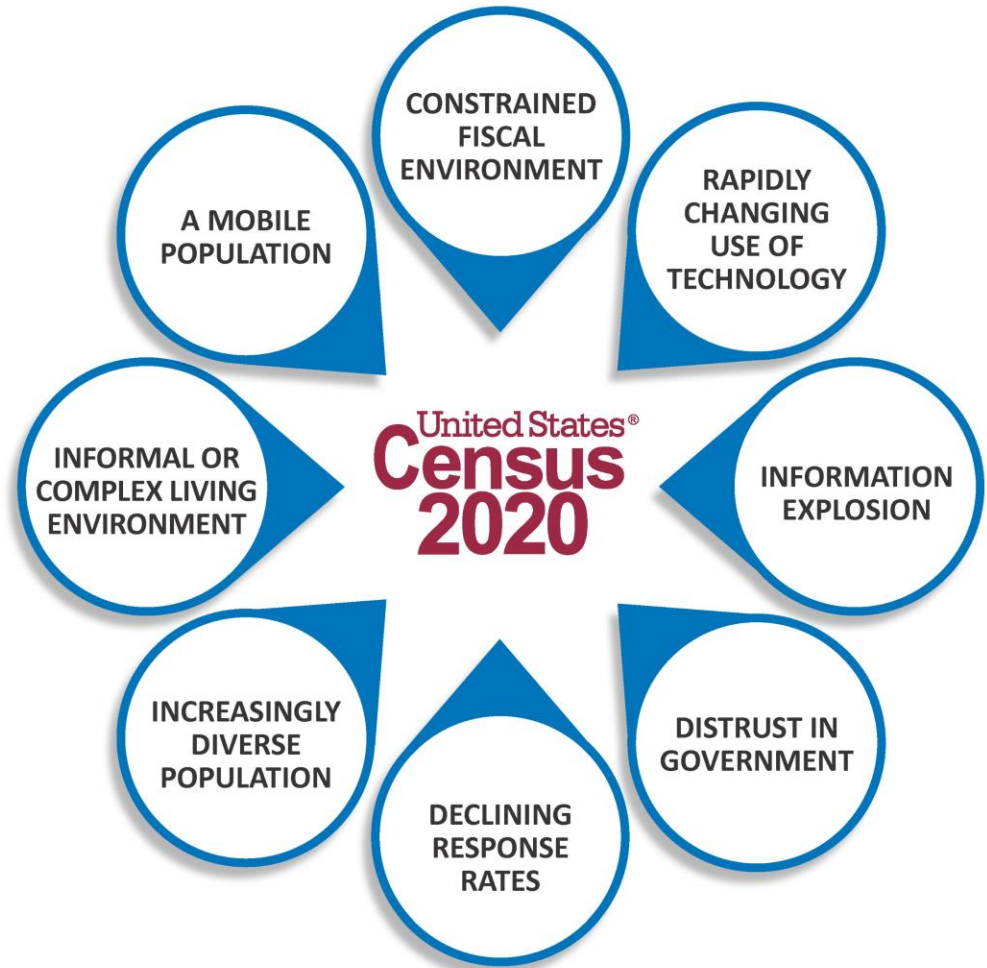 CONSTRAINED
FISCAL
ENVIRONMENT
RAPIDLY
CHANGING
USE OF
TECHNOLOGY
INFORMATION
EXPLOSION
DISTRUST IN
GOVERNMENT
DECLINING
RESPONSE
RATES
INCREASINGLY
DIVERSE
POPULATION
INFORMAL OR
COMPLEX LIVING
ENVIRONMENT
A MOBILE
POPULATION
United States®
Census
2020